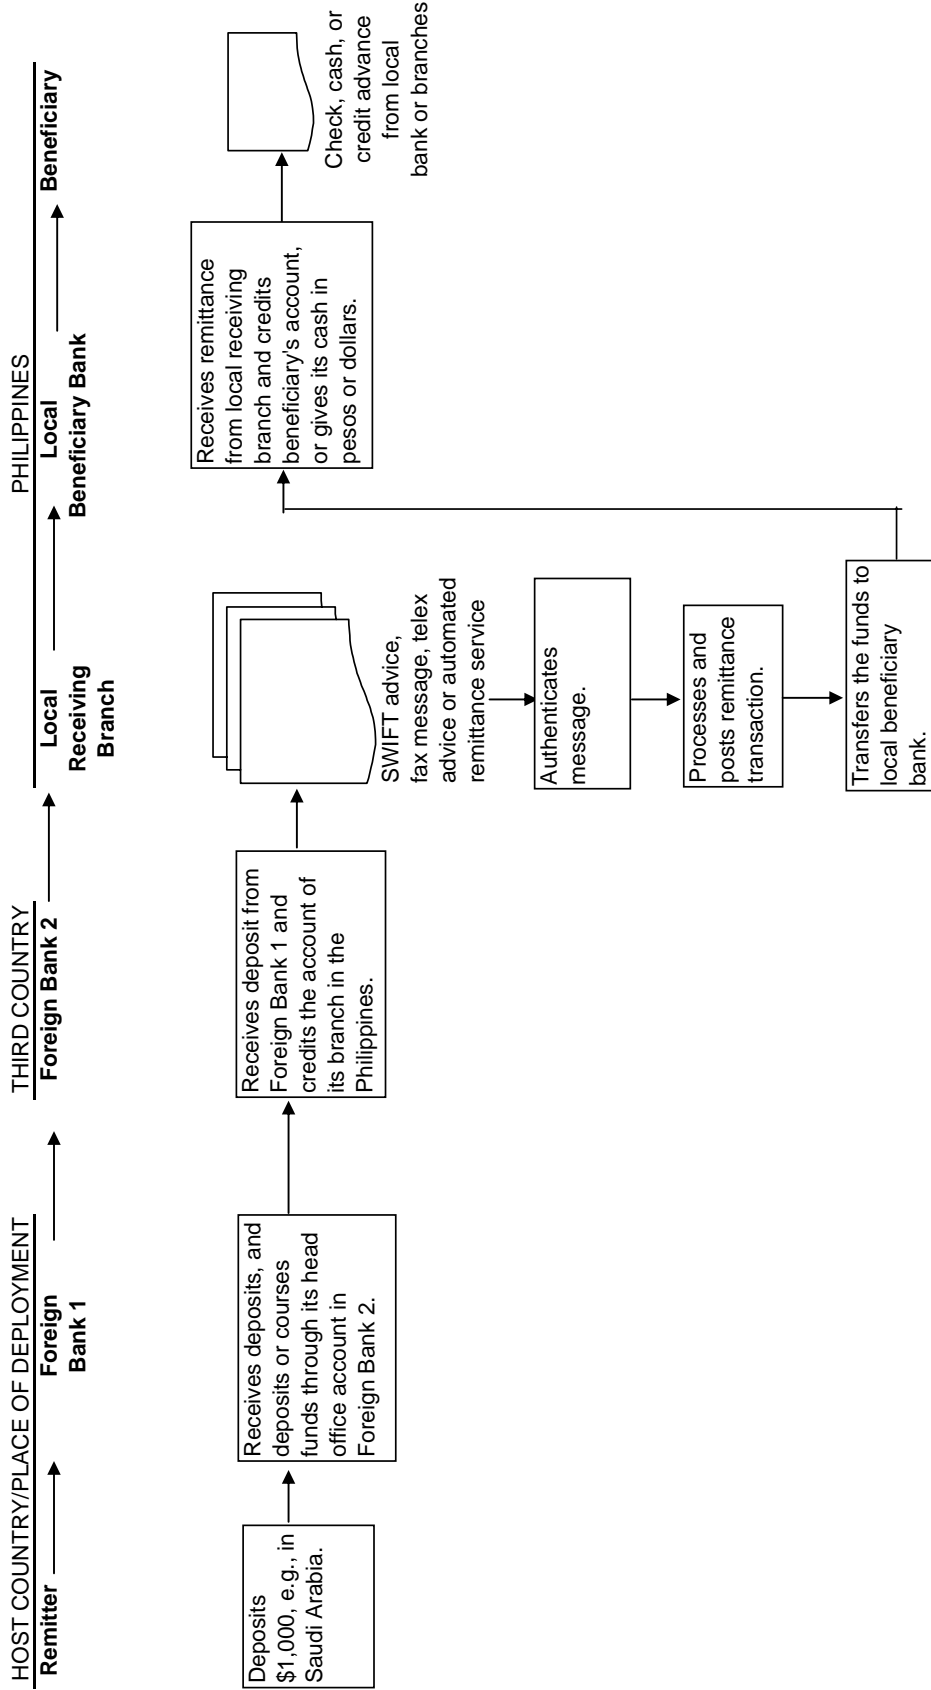 HOST COUNTRY/PLACE OF DEPLOYMENT
THIRD COUNTRY
PHILIPPINES
Remitter
Foreign
Bank 1
Foreign Bank 2
Local
Receiving
Branch
Local
Beneficiary Bank
Beneficiary
Deposits
$1,000, e.g., in
Saudi Arabia.
Receives deposits, and
deposits or courses
funds through its head
office account in
Foreign Bank 2.
Receives deposit from
Foreign Bank 1 and
credits the account of
its branch in the
Philippines.
SWIFT advice,
fax message, telex
advice or automated
remittance service
Authenticates
message.
Processes and
posts remittance
transaction.
Transfers the funds to
local beneficiary
bank.
Receives remittance
from local receiving
branch and credits
beneficiary's account,
or gives its cash in
pesos or dollars.
Check, cash, or
credit advance
from local
bank or branches